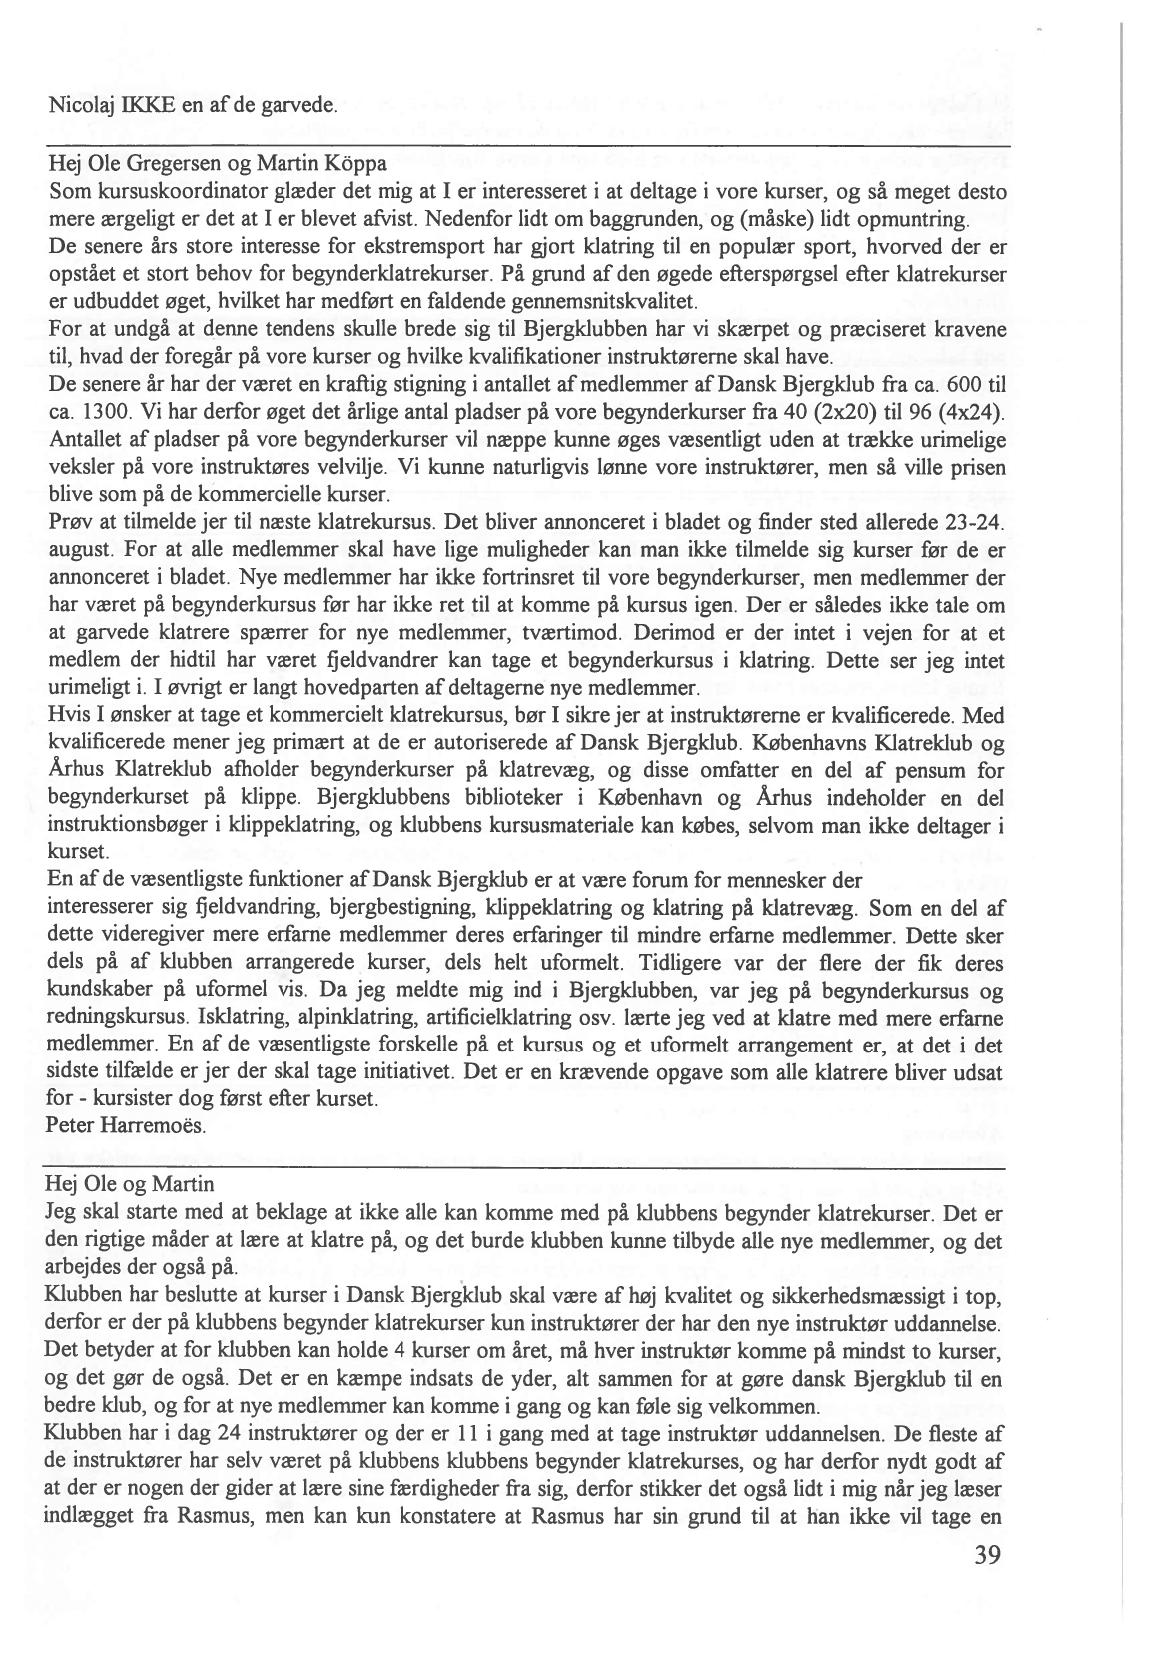 Nicolaj IKKE en af de garvede.
Hej Ole Gregersen og Martin Köppa
Som kursuskoordinator glæder det mig at I er interesseret i at deltage i vore kurser, og så meget desto
mere ærgeligt er det at I er blevet afvist. Nedenfor lidt om baggrunden, og (måske) lidt opmuntring.
De senere års store interesse for ekstremsport har gjort klatring til en populær sport, hvorved der er
opstået et stort behov for begynderklatrekurser. På grund af den øgede efterspørgsel efter klatrekurser
er udbuddet øget, hvilket har medført en faldende gennemsnitskvalitet.
For at undgå at denne tendens skulle brede sig til Bjergklubben har vi skærpet og præciseret kravene
til, hvad der foregår på vore kurser og hvilke kvalifikationer instruktørerne skal have.
De senere år har der været en kraftig stigning i antallet af medlemmer af Dansk Bjergklub fra ca. 600 til
ca. 1300. Vi har derfor øget det årlige antal pladser på vore begynderkurser fra 40 (2x20) til 96 (4x24).
Antallet af pladser på vore begynderkurser vil næppe kunne øges væsentligt uden at trække urimelige
veksler på vore instruktøres velvilje. Vi kunne naturligvis lønne vore instruktører, men så ville prisen
blive som på de kommercielle kurser.
Prøv at tilmelde jer til næste klatrekursus. Det bliver annonceret i bladet og finder sted allerede 23-24.
august. For at alle medlemmer skal have lige muligheder kan man ikke tilmelde sig kurser før de er
annonceret i bladet. Nye medlemmer har ikke fortrinsret til vore begynderkurser, men medlemmer der
har været på begynderkursus før har ikke ret til at komme på kursus igen. Der er således ikke tale om
at garvede klatrere spærrer for nye medlemmer, tværtimod. Derimod er der intet i vejen for at et
medlem der hidtil har været fjeldvandrer kan tage et begynderkursus i klatring. Dette ser jeg intet
urimeligt i. I øvrigt er langt hovedparten af deltagerne nye medlemmer.
Hvis I ønsker at tage et kommercielt klatrekursus, bør I sikre jer at instruktørerne er kvalificerede. Med
kvalificerede mener jeg primært at de er autoriserede af Dansk Bjergklub. Københavns Klatreklub og
Århus Klatreklub afholder begynderkurser på klatrevæg, og disse omfatter en del af pensum for
begynderkurset på klippe. Bjergklubbens biblioteker i København og Århus indeholder en del
instruktionsbøger i klippeklatring, og klubbens kursusmateriale kan købes, selvom man ikke deltager i
kurset.
En af de væsentligste funktioner af Dansk Bjergklub er at være forum for mennesker der
interesserer sig fjeldvandring, bjergbestigning, klippeklatring og klatring på klatrevæg. Som en del af
dette videregiver mere erfarne medlemmer deres erfaringer til mindre erfarne medlemmer. Dette sker
dels på af klubben arrangerede kurser, dels helt uformelt. Tidligere var der flere der fik deres
kundskaber på uformel vis. Da jeg meldte mig ind i Bjergklubben, var jeg på begynderkursus og
redningskursus. Isklatring, alpinklatring, artificielklatring osv. lærte jeg ved at klatre med mere erfarne
medlemmer. En af de væsentligste forskelle på et kursus og et uformelt arrangement er, at det i det
sidste tilfælde er jer der skal tage initiativet. Det er en krævende opgave som alle klatrere bliver udsat
for - kursister dog først efter kurset.
Peter Harremoës.
Hej Ole og Martin
Jeg skal starte med at beklage at ikke alle kan komme med på klubbens begynder klatrekurser. Det er
den rigtige måder at lære at klatre på, og det burde klubben kunne tilbyde alle nye medlemmer, og det
arbejdes der også på.
Klubben har beslutte at kurser i Dansk Bjergklub skal være af høj kvalitet og sikkerhedsmæssigt i top,
derfor er der på klubbens begynder klatrekurser kun instruktører der har den nye instruktør uddannelse.
Det betyder at for klubben kan holde 4 kurser om året, må hver instruktør komme på mindst to kurser,
og det gør de også. Det er en kæmpe indsats de yder, alt sammen for at gøre dansk Bjergklub til en
bedre klub, og for at nye medlemmer kan komme i gang og kan føle sig velkommen.
Klubben har i dag 24 instruktører og der er 11 i gang med at tage instruktør uddannelsen. De fleste af
de instruktører har selv været på klubbens klubbens begynder klatrekurses, og har derfor nydt godt af
at der er nogen der gider at lære sine færdigheder fra sig, derfor stikker det også lidt i mig når jeg læser
indlægget fra Rasmus, men kan kun konstatere at Rasmus har sin grund til at han ikke vil tage en
39